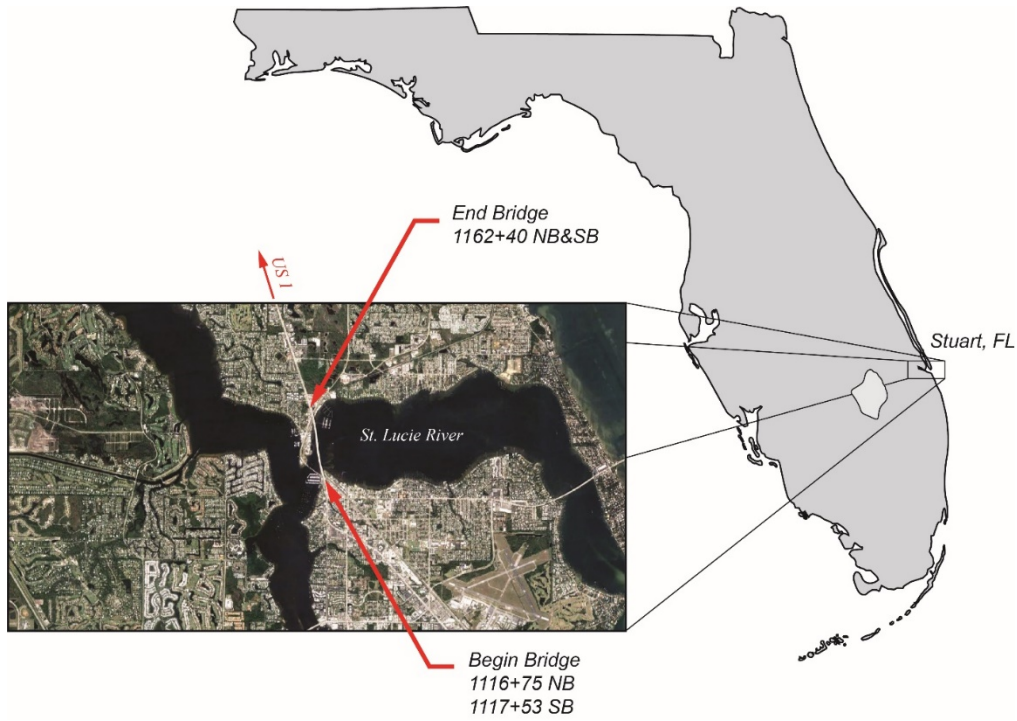 End Bridge
1162+40 NB&SB
US 1
Stuart, FL
St. Lucie River
Begin Bridge
1116+75 NB
1117+53 SB